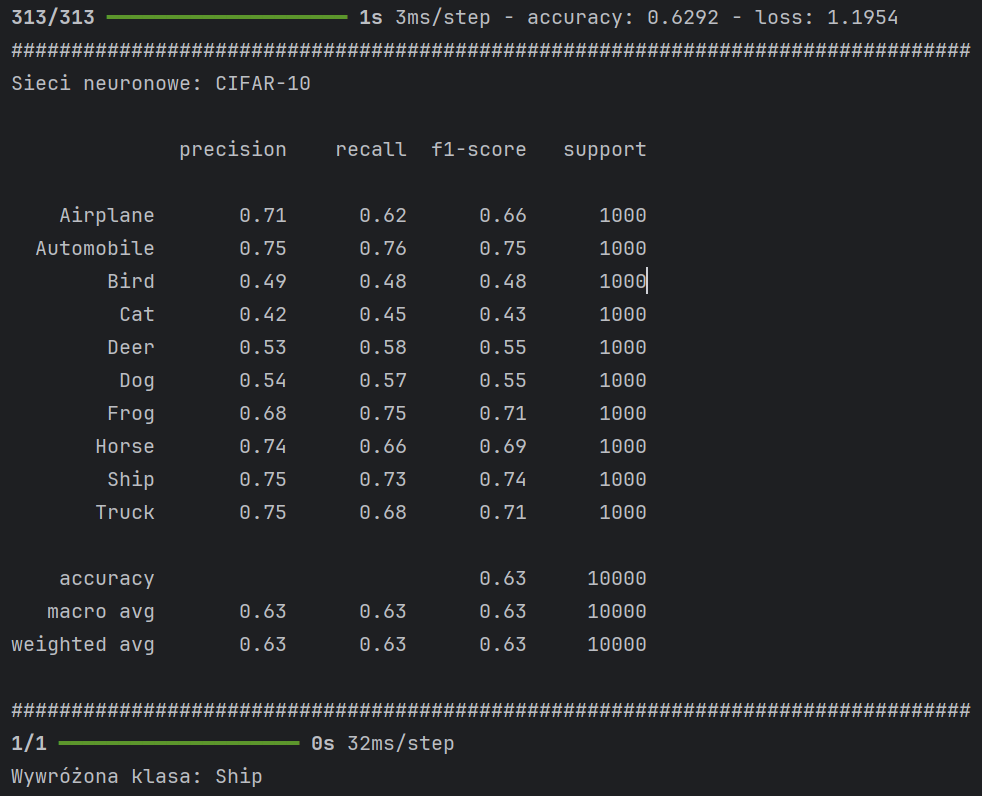 313/313 ━━━━━━━━━━━━━━━━━━━━ 1s 3ms/step - accuracy: 0.6292 - loss: 1.1954
################################################################################
Sieci neuronowe: CIFAR-10
precision recall f1-score support
Airplane 0.71 0.62 0.66 1000
Automobile 0.75 0.76 0.75 1000
Bird 0.49 0.48 0.48 1000
Cat 0.42 0.45 0.43 1000
Deer 0.53 0.58 0.55 1000
Dog 0.54 0.57 0.55 1000
Frog 0.68 0.75 0.71 1000
Horse 0.74 0.66 0.69 1000
Ship 0.75 0.73 0.74 1000
Truck 0.75 0.68 0.71 1000
accuracy 0.63 10000
macro avg 0.63 0.63 0.63 10000
weighted avg 0.63 0.63 0.63 10000
################################################################################
1/1 ━━━━━━━━━━━━━━━━━━━━ 0s 32ms/step
Wywróżona klasa: Ship